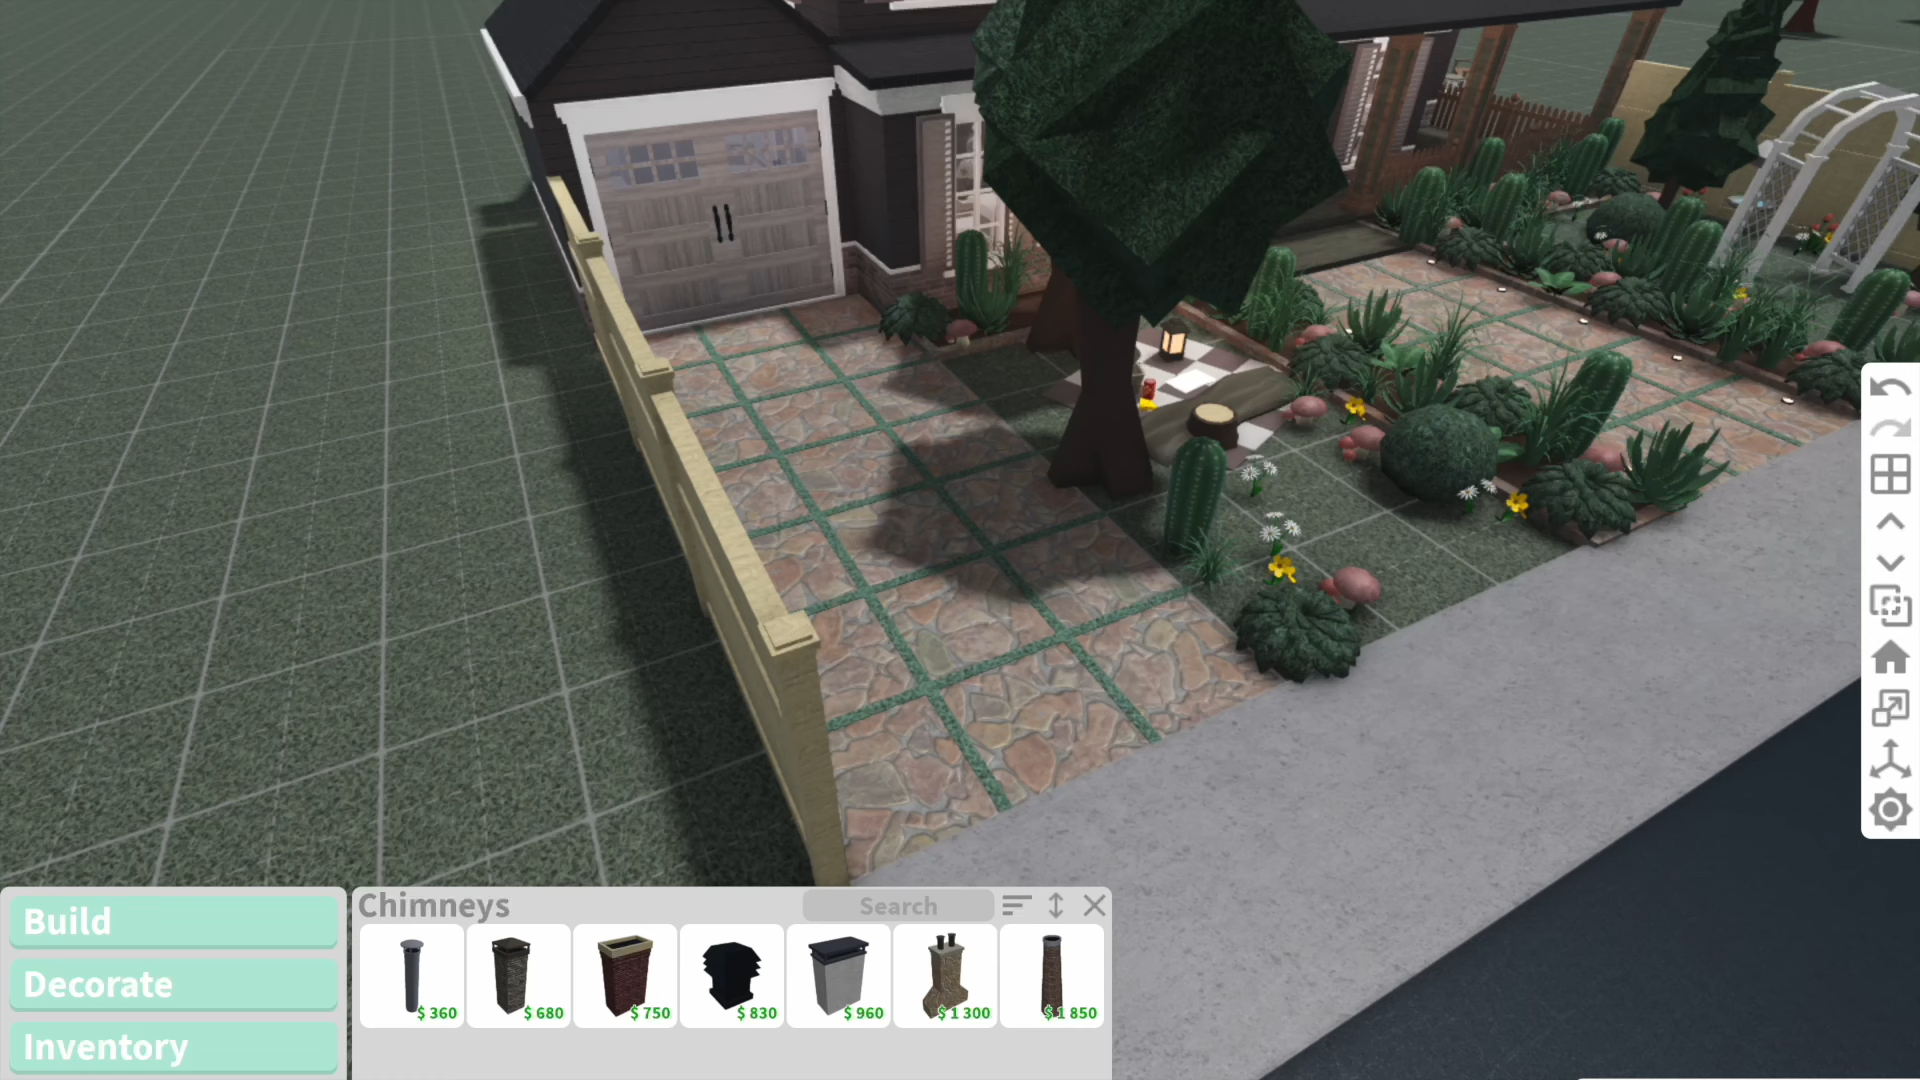 Build
Decorate
Inventory
Chimneys
Search
$ 360
$ 680
$ 750
$ 830
$ 960
$ 1 300
$ 1 850